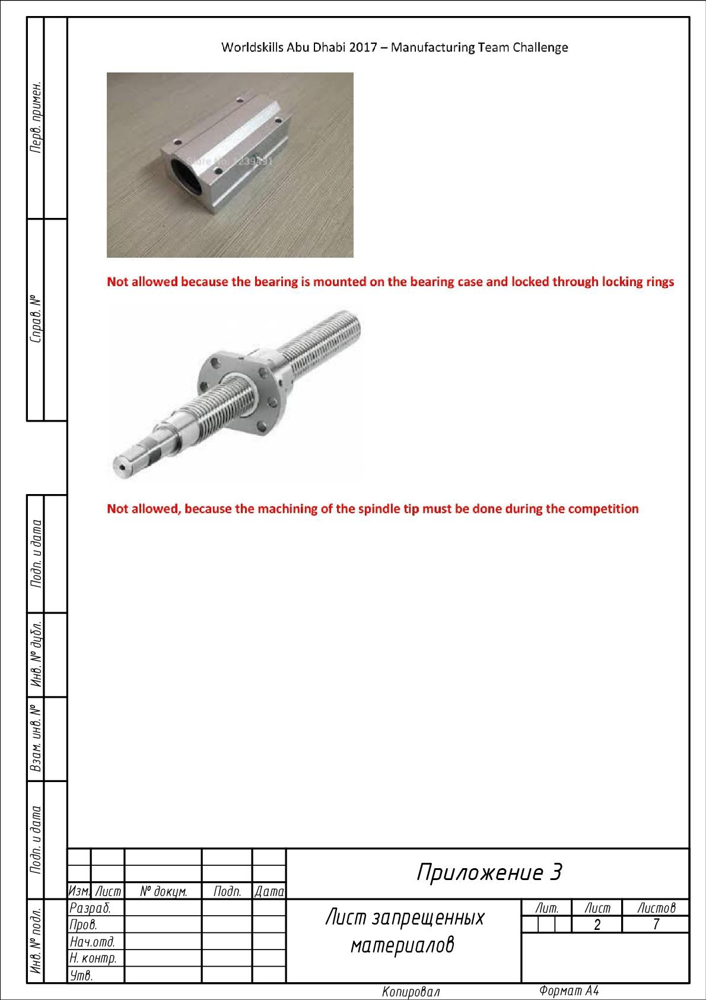 Worldskills Abu Dhabi 2017 – Manufacturing Team Challenge
Store No. 1239491
Not allowed because the bearing is mounted on the bearing case and locked through locking rings
Not allowed, because the machining of the spindle tip must be done during the competition
Перв. примен.
Справ. №
Подп. и дата
Инв. № дубл.
Взам. инв. №
Подп. и дата
Инв. № подл.
Изм. Лист № докум. Подп. Дата
Разраб.
Пров.
Нач.отд.
Н. контр.
Утв.
Приложение 3
Лист запрещенных
материалов
Лит. Лист Листов
2 7
Копировал Формат А4